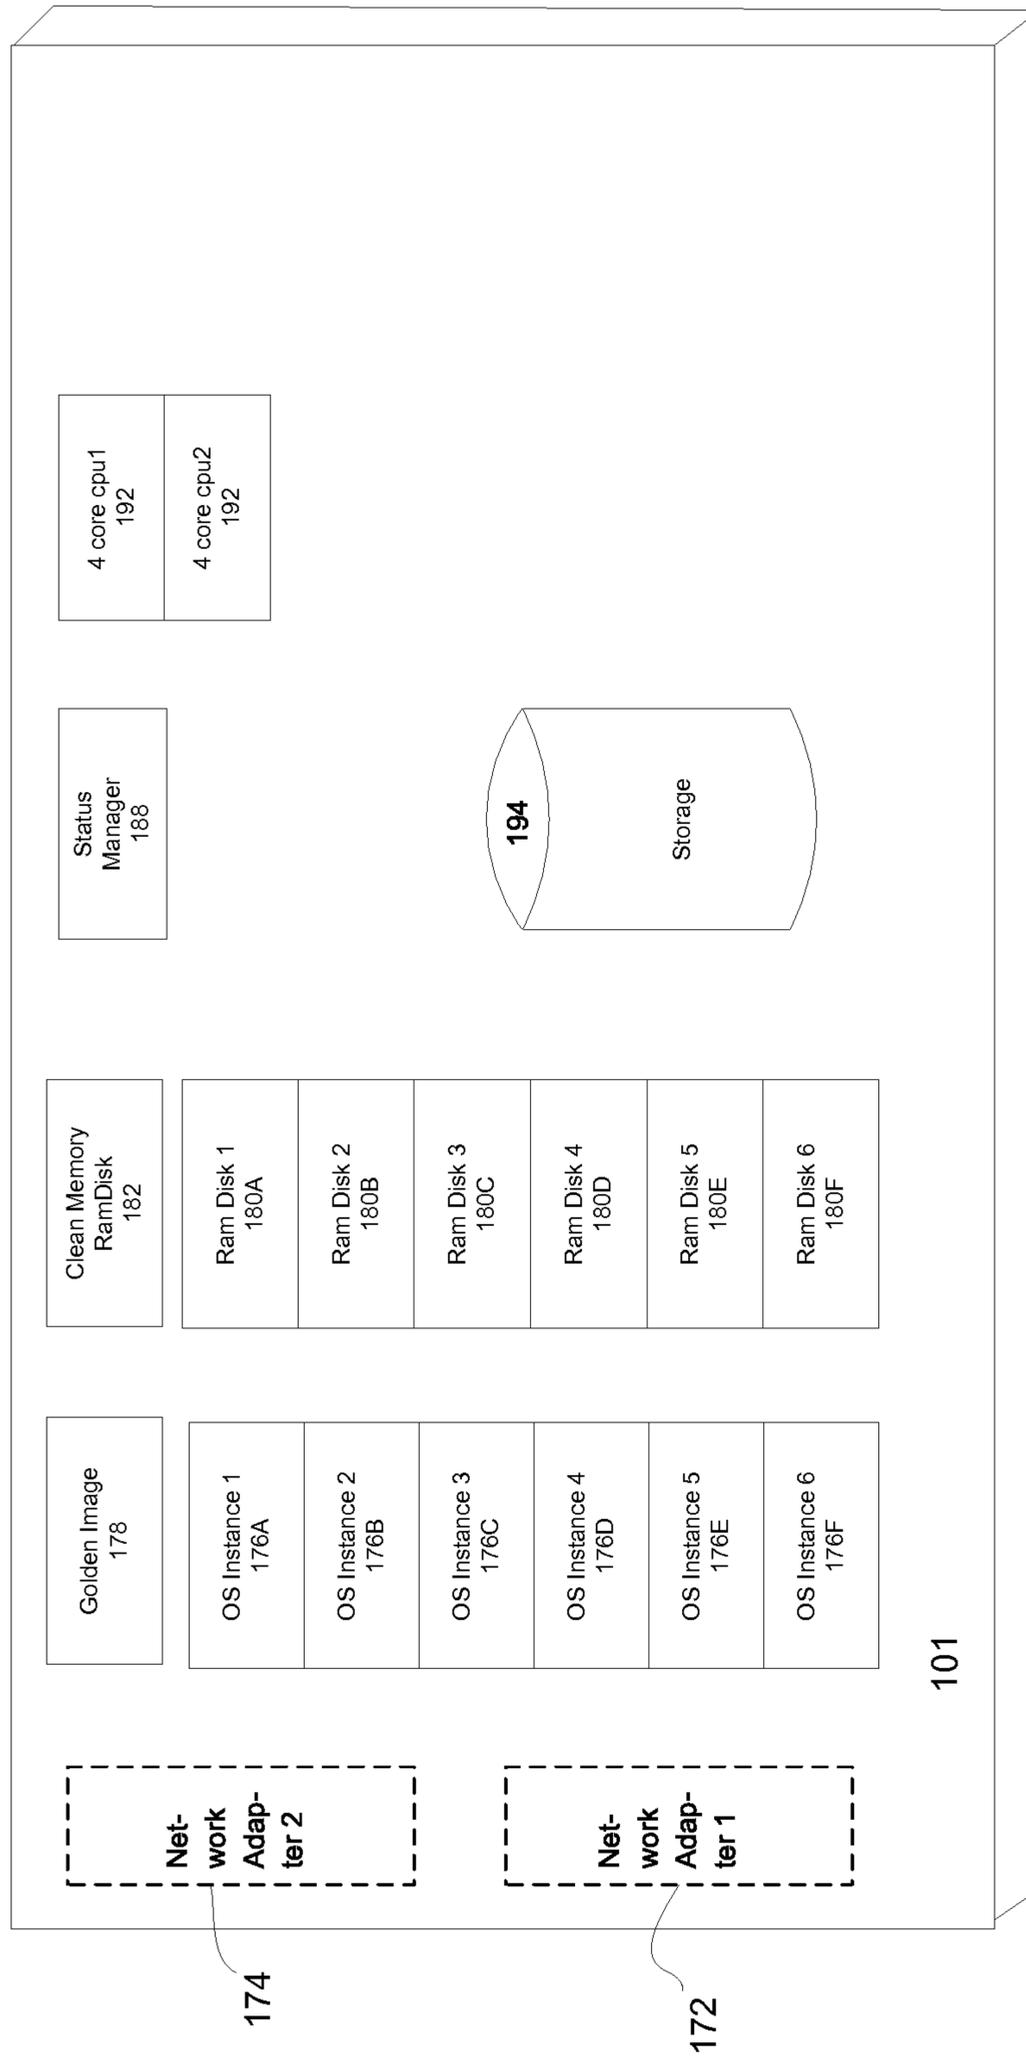 174
Net-
work
Adap-
ter 2
172
Net-
work
Adap-
ter 1
Golden Image
178
OS Instance 1
176A
OS Instance 2
176B
OS Instance 3
176C
OS Instance 4
176D
OS Instance 5
176E
OS Instance 6
176F
101
Clean Memory
RamDisk
182
Ram Disk 1
180A
Ram Disk 2
180B
Ram Disk 3
180C
Ram Disk 4
180D
Ram Disk 5
180E
Ram Disk 6
180F
Status
Manager
188
194
Storage
4 core cpu1
192
4 core cpu2
192